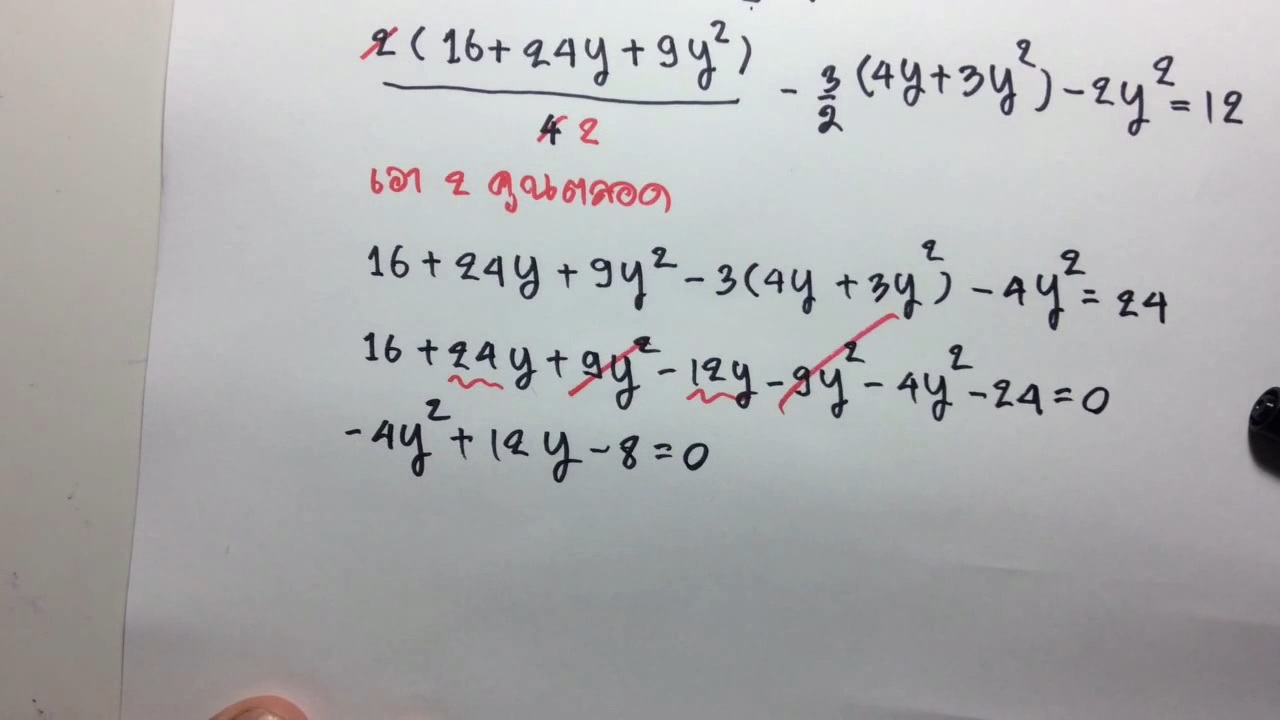 2(16+24y+9y²)/4 2 - 3/2 (4y+3y²) - 2y² = 12
เอา 2 คูณตลอด
16 + 24y + 9y² - 3(4y + 3y²) - 4y² = 24
16 + 24y + 9y² - 12y - 9y² - 4y² - 24 = 0
-4y² + 12y - 8 = 0